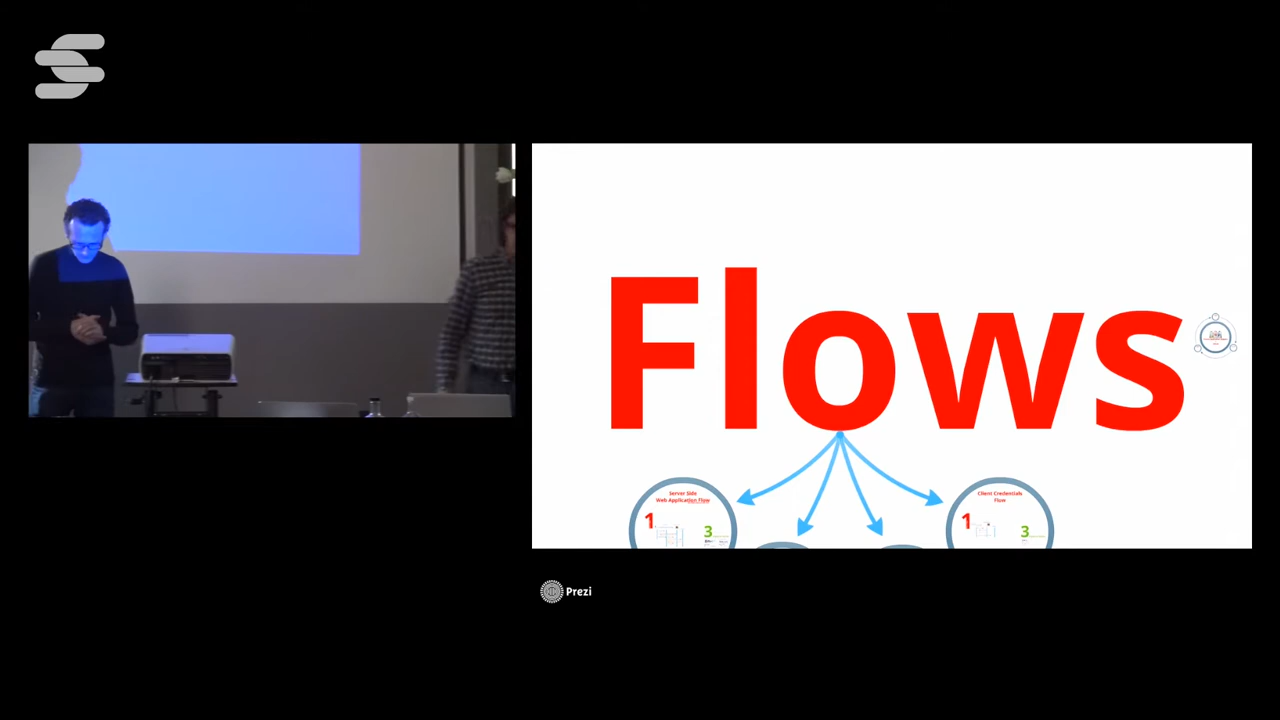 Flows
Server Side
Web Application Flow
1
3
Client Credentials
Flow
1
3
Prezi